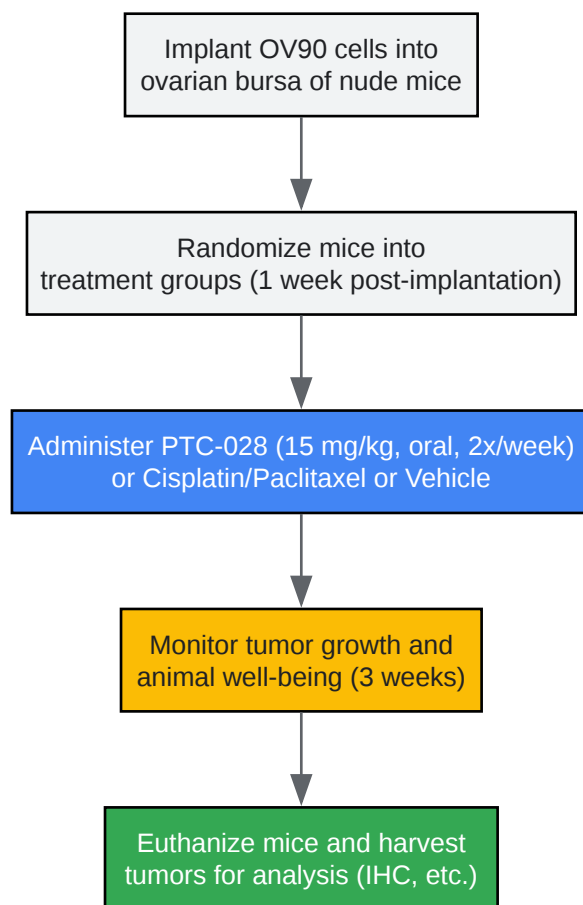 Implant OV90 cells into
ovarian bursa of nude mice
Randomize mice into
treatment groups (1 week post-implantation)
Administer PTC-028 (15 mg/kg, oral, 2x/week)
or Cisplatin/Paclitaxel or Vehicle
Monitor tumor growth and
animal well-being (3 weeks)
Euthanize mice and harvest
tumors for analysis (IHC, etc.)